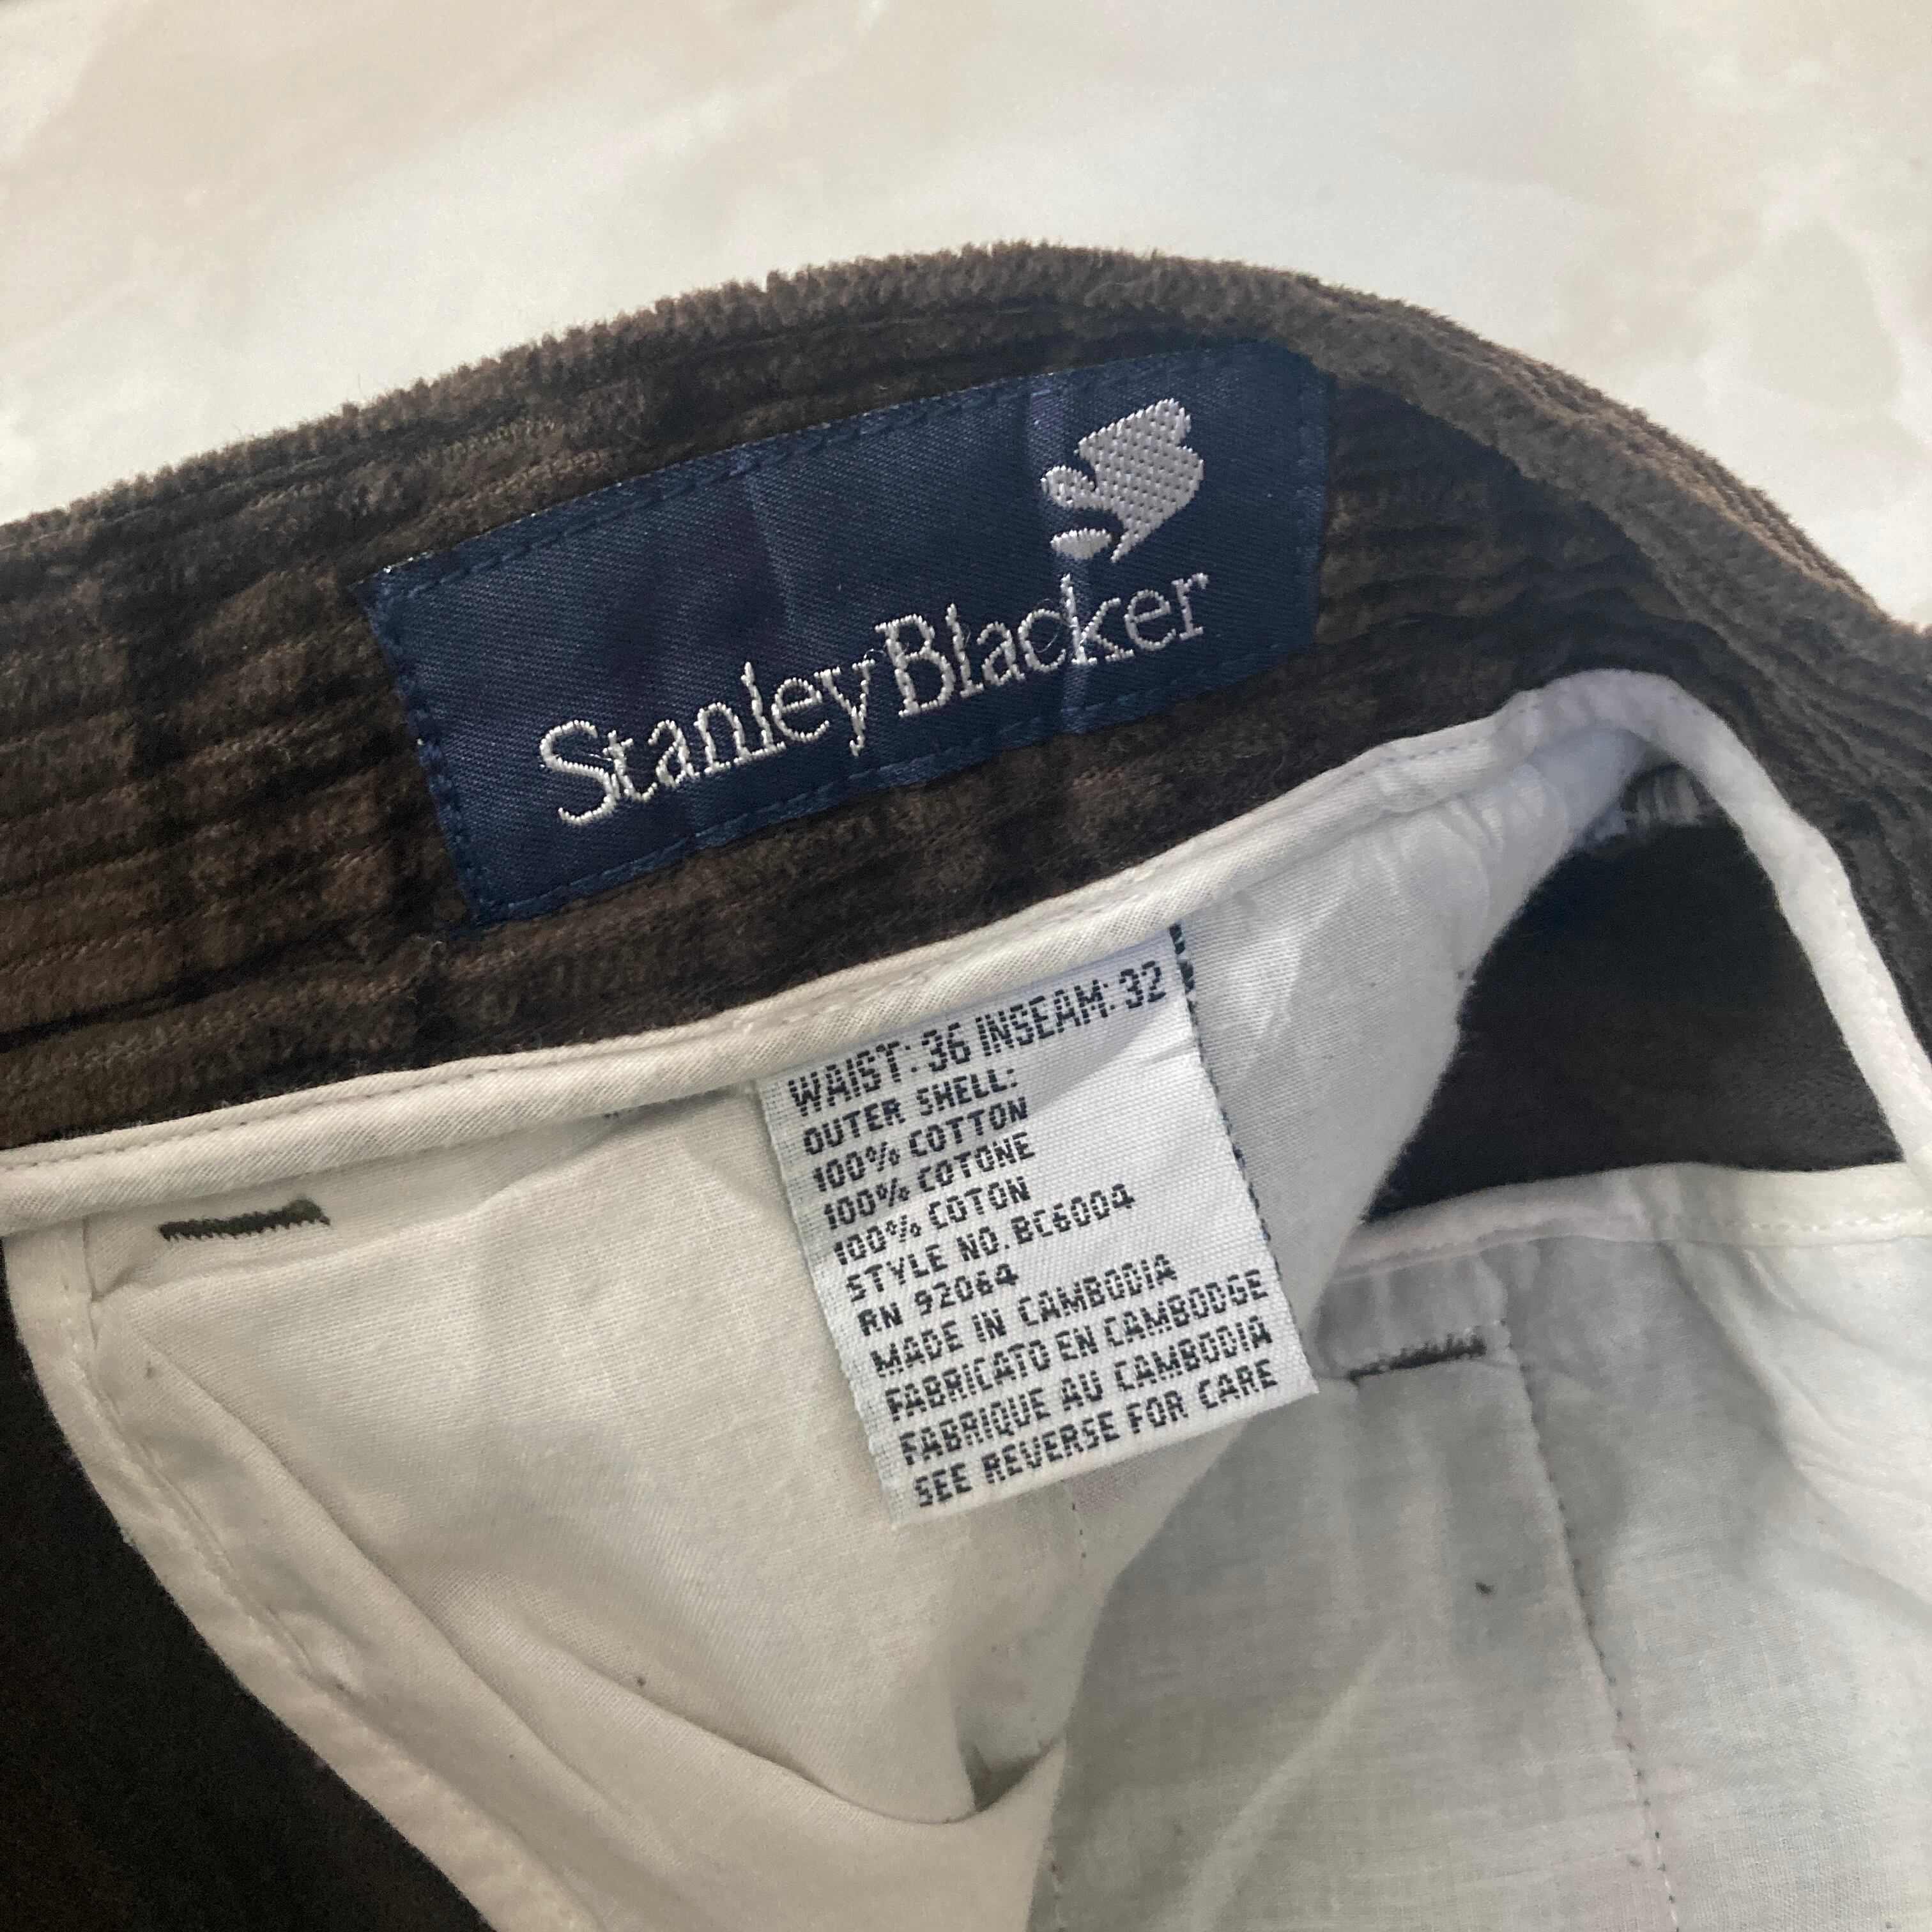 Stanley Blacker
WAIST: 36 INSEAM: 32
OUTER SHELL:
100% COTTON
100% COTONE
100% COTON
STYLE NO. BC6004
RN 92064
MADE IN CAMBODIA
FABRICATO EN CAMBODGE
FABRIQUE AU CAMBODIA
SEE REVERSE FOR CARE